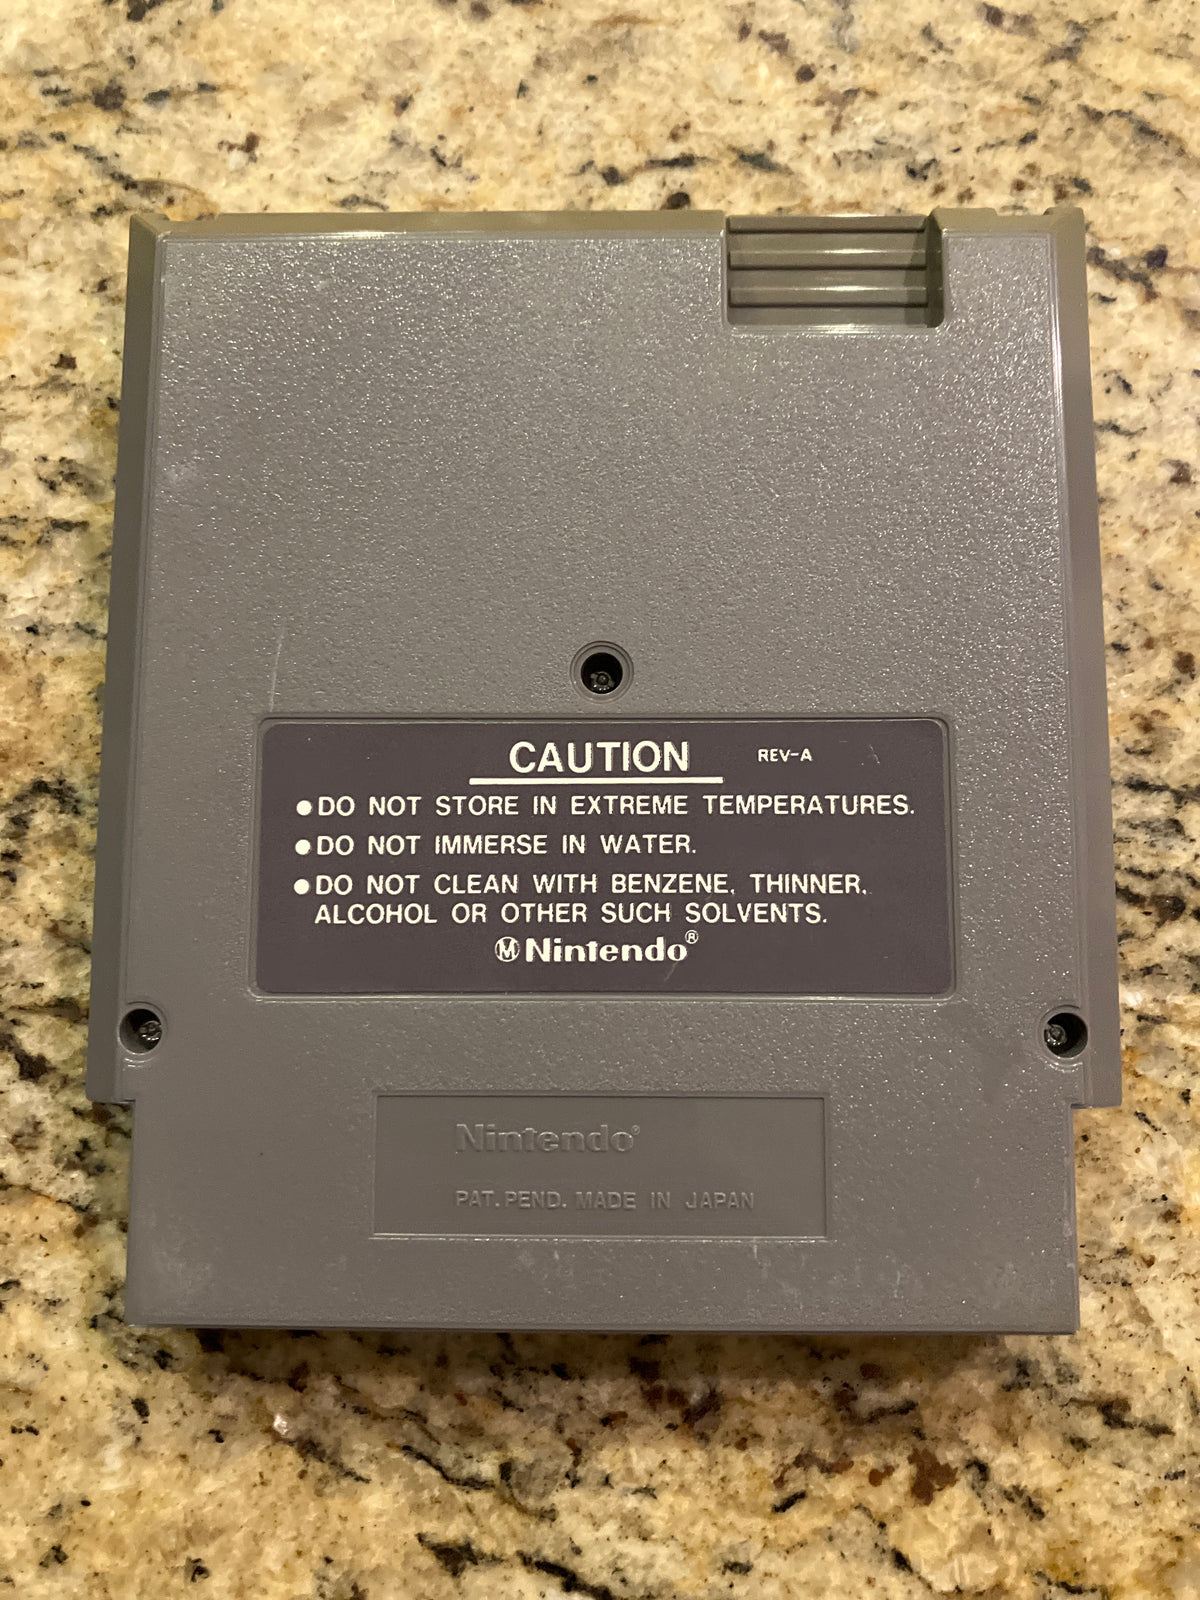 CAUTION REV-A
●DO NOT STORE IN EXTREME TEMPERATURES.
●DO NOT IMMERSE IN WATER.
●DO NOT CLEAN WITH BENZENE, THINNER,
ALCOHOL OR OTHER SUCH SOLVENTS.
Ⓜ Nintendo®
Nintendo®
PAT. PEND. MADE IN JAPAN